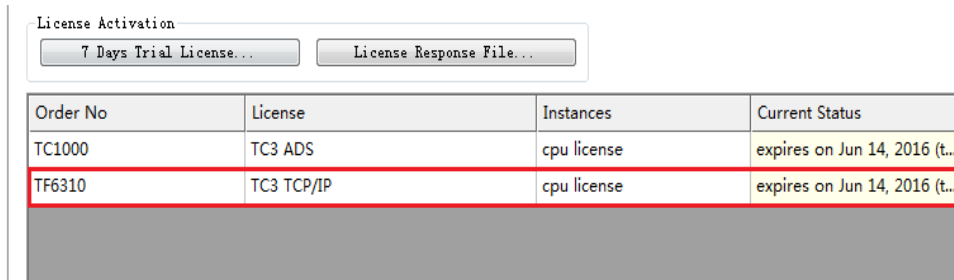 License Activation
7 Days Trial License... License Response File...
Order No License Instances Current Status
TC1000 TC3 ADS cpu license expires on Jun 14, 2016 (t...
TF6310 TC3 TCP/IP cpu license expires on Jun 14, 2016 (t...